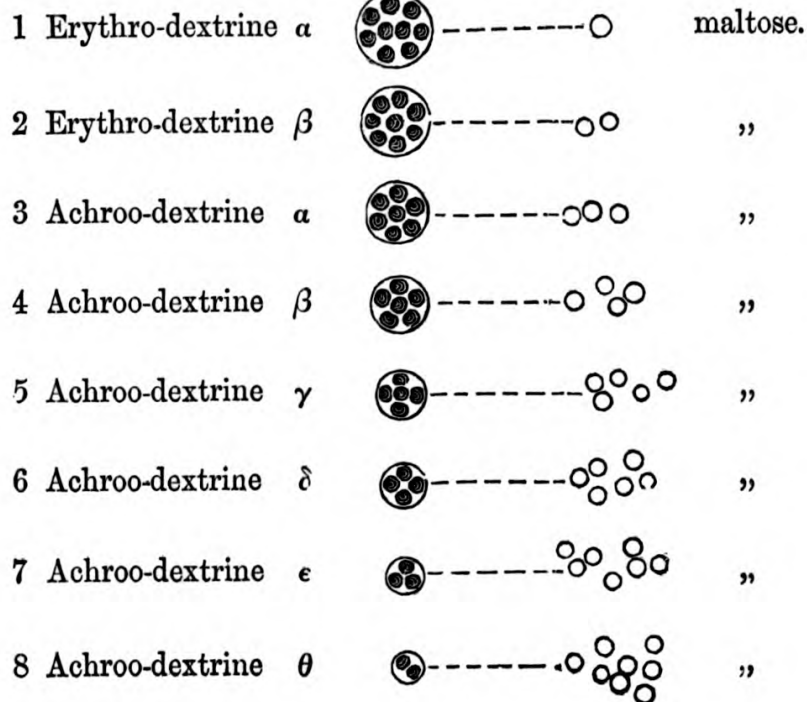 1 Erythro-dextrine α maltose.
2 Erythro-dextrine β „
3 Achroo-dextrine α „
4 Achroo-dextrine β „
5 Achroo-dextrine γ „
6 Achroo-dextrine δ „
7 Achroo-dextrine ϵ „
8 Achroo-dextrine θ „